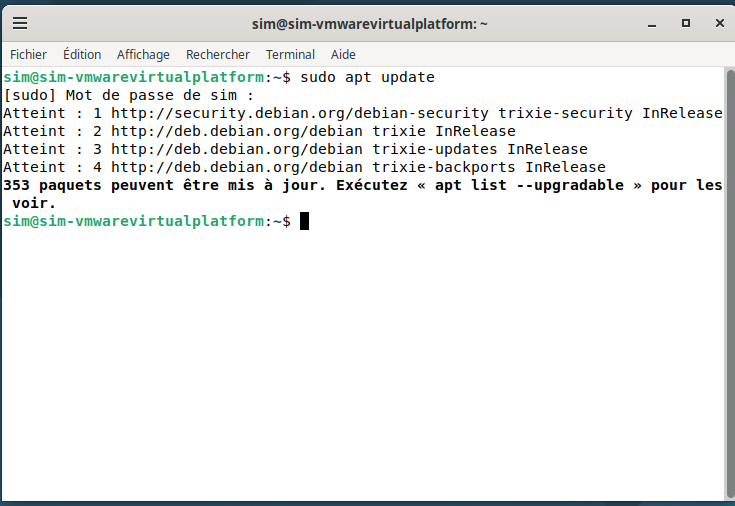 sim@sim-vmwarevirtualplatform: ~
Fichier Édition Affichage Rechercher Terminal Aide
sim@sim-vmwarevirtualplatform:~$ sudo apt update
[sudo] Mot de passe de sim :
Atteint : 1 http://security.debian.org/debian-security trixie-security InRelease
Atteint : 2 http://deb.debian.org/debian trixie InRelease
Atteint : 3 http://deb.debian.org/debian trixie-updates InRelease
Atteint : 4 http://deb.debian.org/debian trixie-backports InRelease
353 paquets peuvent être mis à jour. Exécutez « apt list --upgradable » pour les
voir.
sim@sim-vmwarevirtualplatform:~$